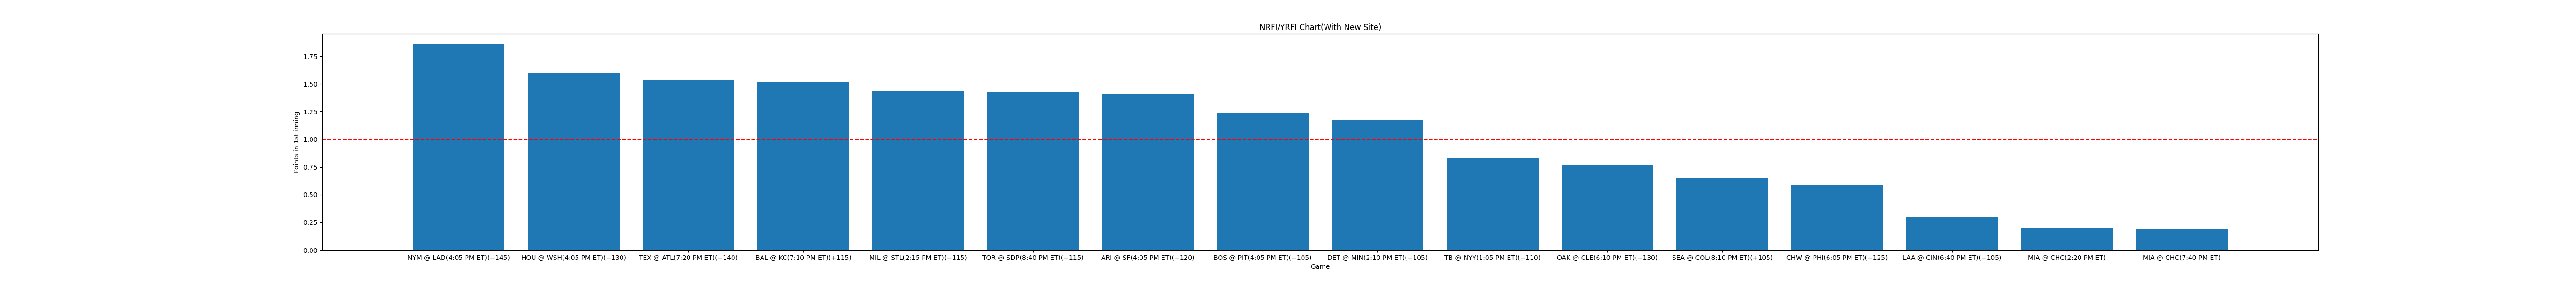 NRFI/YRFI Chart(With New Site)
1.75
1.50
1.25
1.00
0.75
0.50
0.25
0.00
Points in 1st inning
NYM @ LAD(4:05 PM ET)(−145)
HOU @ WSH(4:05 PM ET)(−130)
TEX @ ATL(7:20 PM ET)(−140)
BAL @ KC(7:10 PM ET)(+115)
MIL @ STL(2:15 PM ET)(−115)
TOR @ SDP(8:40 PM ET)(−115)
ARI @ SF(4:05 PM ET)(−120)
BOS @ PIT(4:05 PM ET)(−105)
DET @ MIN(2:10 PM ET)(−105)
TB @ NYY(1:05 PM ET)(−110)
OAK @ CLE(6:10 PM ET)(−130)
SEA @ COL(8:10 PM ET)(+105)
CHW @ PHI(6:05 PM ET)(−125)
LAA @ CIN(6:40 PM ET)(−105)
MIA @ CHC(2:20 PM ET)
MIA @ CHC(7:40 PM ET)
Game